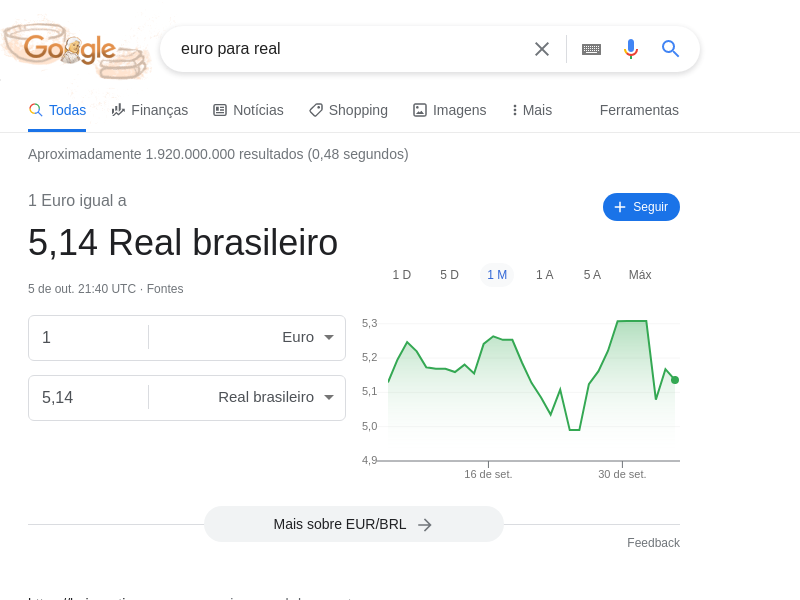 Google
euro para real
Todas Finanças Notícias Shopping Imagens Mais Ferramentas
Aproximadamente 1.920.000.000 resultados (0,48 segundos)
1 Euro igual a
Seguir
5,14 Real brasileiro
1 D 5 D 1 M 1 A 5 A Máx
5 de out. 21:40 UTC · Fontes
1 Euro
5,14 Real brasileiro
5,3
5,2
5,1
5,0
4,9
16 de set. 30 de set.
Mais sobre EUR/BRL
Feedback